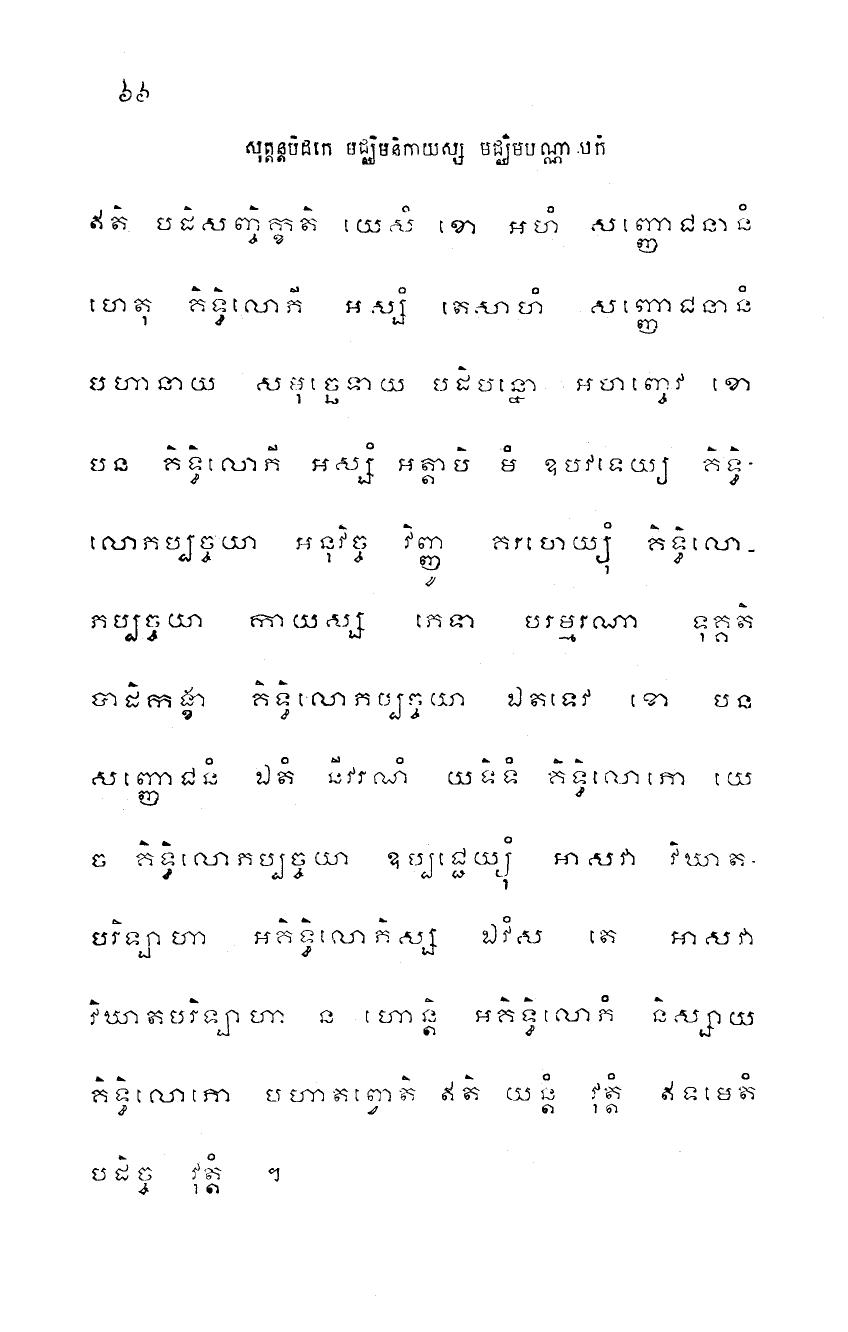 ៦៦
សុត្តន្តបិដកេ មជ្ឈិមនិកាយស្ស មជ្ឈិមបណ្ណាសកំ
ឥតិ បដិសញ្ចិក្ខតិ យេសំ ខោ អហំ សញ្ញោជនានំ
ហេតុ គិទ្ធិលោភី អស្សំ តេសាហំ សញ្ញោជនានំ
បហានាយ សមុច្ឆេទាយ បដិបន្នោ អហញ្ចេវ ខោ
បន គិទ្ធិលោភី អស្សំ អត្តាបិ មំ ឧបវទេយ្យ គិទ្ធិ-
លោភប្បច្ចយា អនុវិច្ច វិញ្ញូ គរហេយ្យុំ គិទ្ធិលោ-
ភប្បច្ចយា កាយស្ស ភេទា បរម្មរណា ទុគ្គតិ
បាដិកង្ខា គិទ្ធិលោភប្បច្ចយា ឯតទេវ ខោ បន
សញ្ញោជនំ ឯតំ នីវរណំ យទិទំ គិទ្ធិលោភោ យេ
ច គិទ្ធិលោភប្បច្ចយា ឧប្បជ្ជេយ្យុំ អាសវា វិឃាត-
បរិឡាហា អគិទ្ធិលោភិស្ស ឯវំស តេ អាសវា
វិឃាតបរិឡាហា ន ហោន្តិ អគិទ្ធិលោភំ និស្សាយ
គិទ្ធិលោភោ បហាតព្ពោតិ ឥតិ យន្តំ វុត្តំ ឥទមេតំ
បដិច្ច វុត្តំ ។